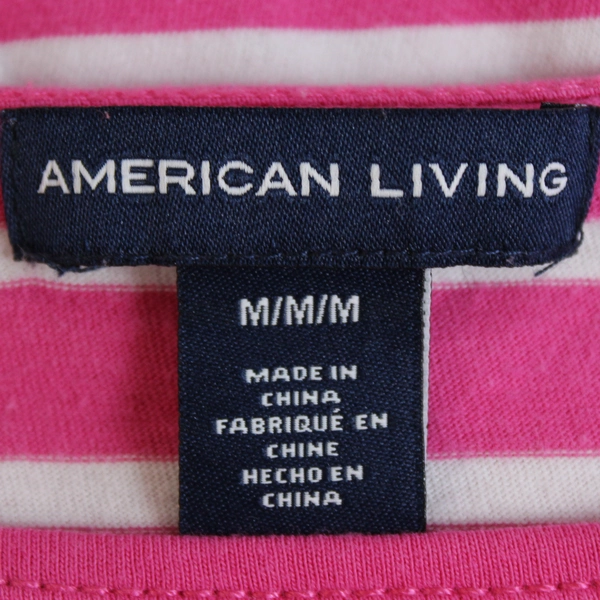 AMERICAN LIVING
M/M/M
MADE IN
CHINA
FABRIQUÉ EN
CHINE
HECHO EN
CHINA